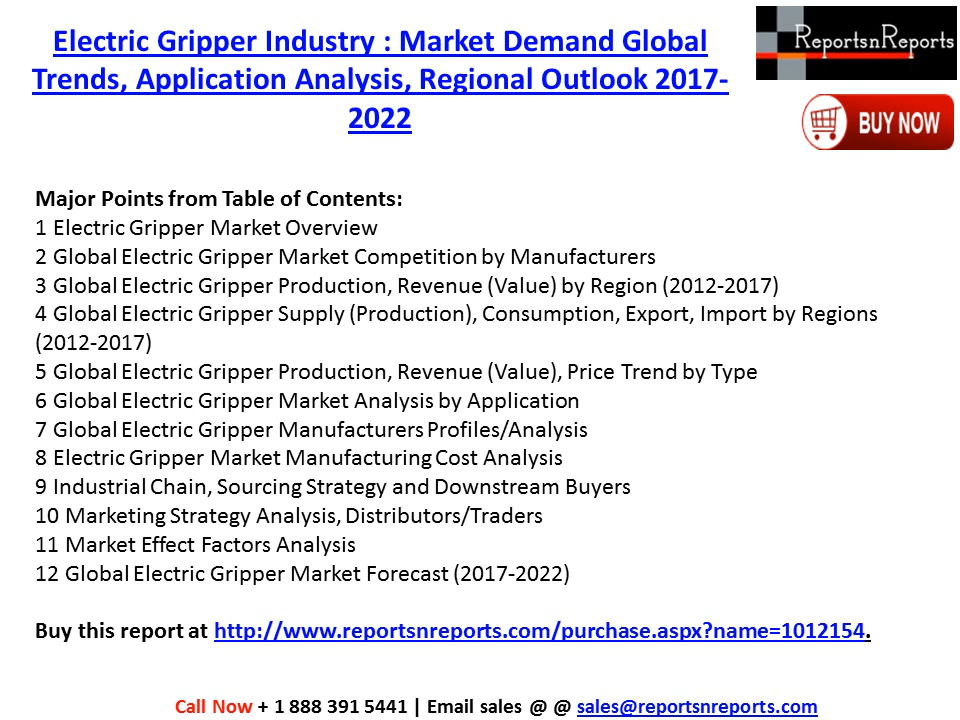 Electric Gripper Industry : Market Demand Global
Trends, Application Analysis, Regional Outlook 2017-
2022
ReportsnReports
BUY NOW
Major Points from Table of Contents:
1 Electric Gripper Market Overview
2 Global Electric Gripper Market Competition by Manufacturers
3 Global Electric Gripper Production, Revenue (Value) by Region (2012-2017)
4 Global Electric Gripper Supply (Production), Consumption, Export, Import by Regions
(2012-2017)
5 Global Electric Gripper Production, Revenue (Value), Price Trend by Type
6 Global Electric Gripper Market Analysis by Application
7 Global Electric Gripper Manufacturers Profiles/Analysis
8 Electric Gripper Market Manufacturing Cost Analysis
9 Industrial Chain, Sourcing Strategy and Downstream Buyers
10 Marketing Strategy Analysis, Distributors/Traders
11 Market Effect Factors Analysis
12 Global Electric Gripper Market Forecast (2017-2022)
Buy this report at http://www.reportsnreports.com/purchase.aspx?name=1012154.
Call Now + 1 888 391 5441 | Email sales @ @ sales@reportsnreports.com